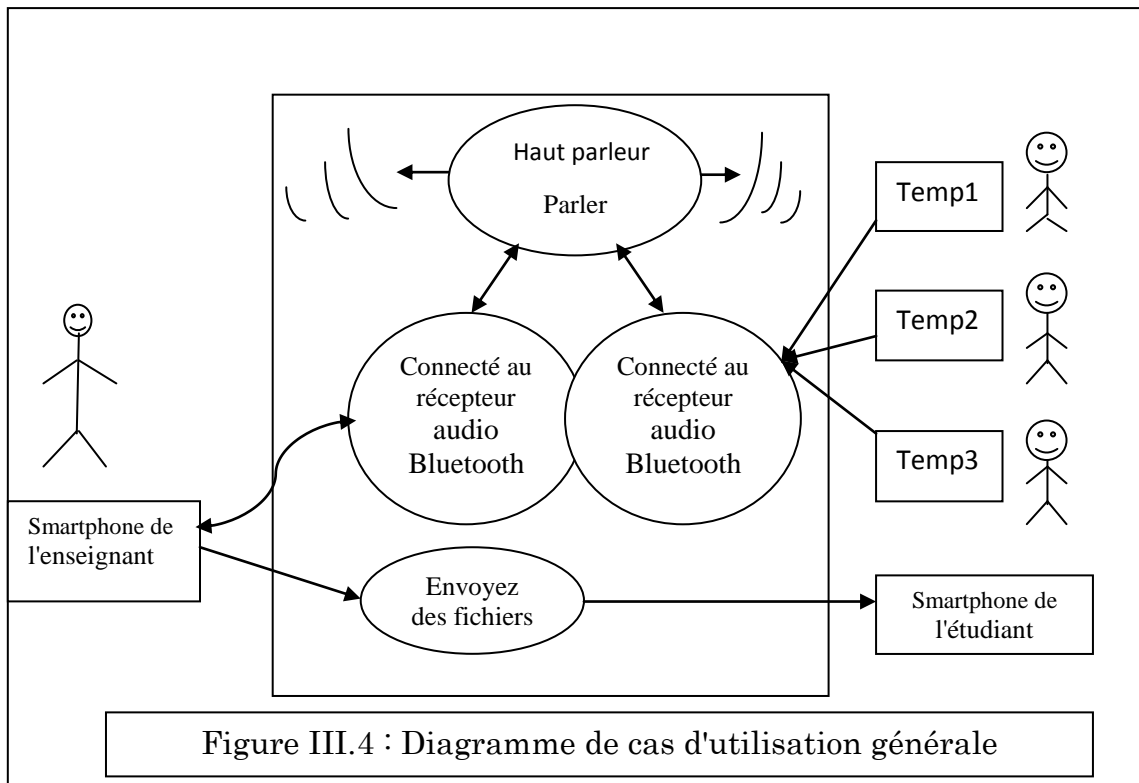 Haut parleur
Parler
Temp1
Temp2
Temp3
Connecté au
récepteur
audio
Bluetooth
Connecté au
récepteur
audio
Bluetooth
Smartphone de
l'enseignant
Envoyez
des fichiers
Smartphone de
l'étudiant
Figure III.4 : Diagramme de cas d'utilisation générale